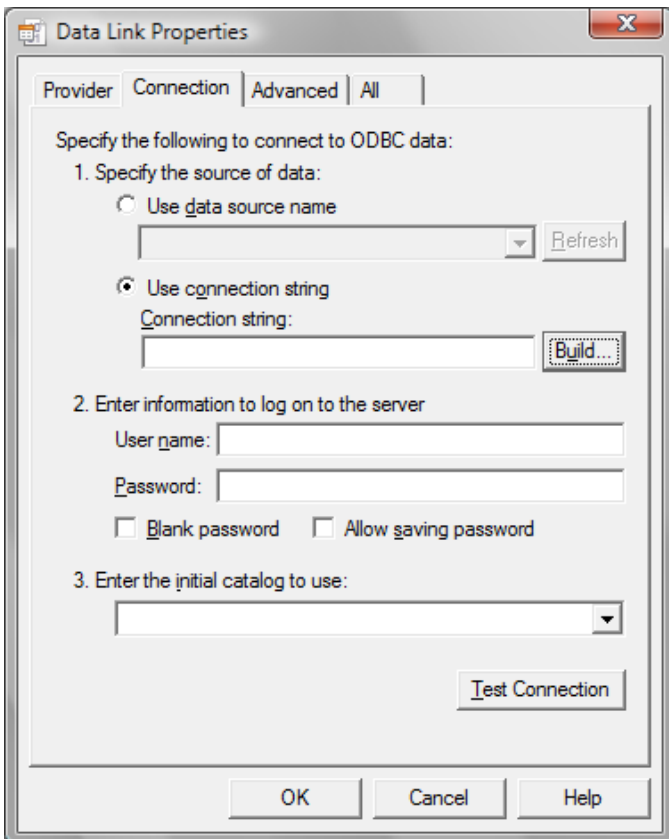 Data Link Properties
Provider Connection Advanced All
Specify the following to connect to ODBC data:
1. Specify the source of data:
Use data source name
Refresh
Use connection string
Connection string:
Build...
2. Enter information to log on to the server
User name:
Password:
Blank password Allow saving password
3. Enter the initial catalog to use:
Test Connection
OK Cancel Help